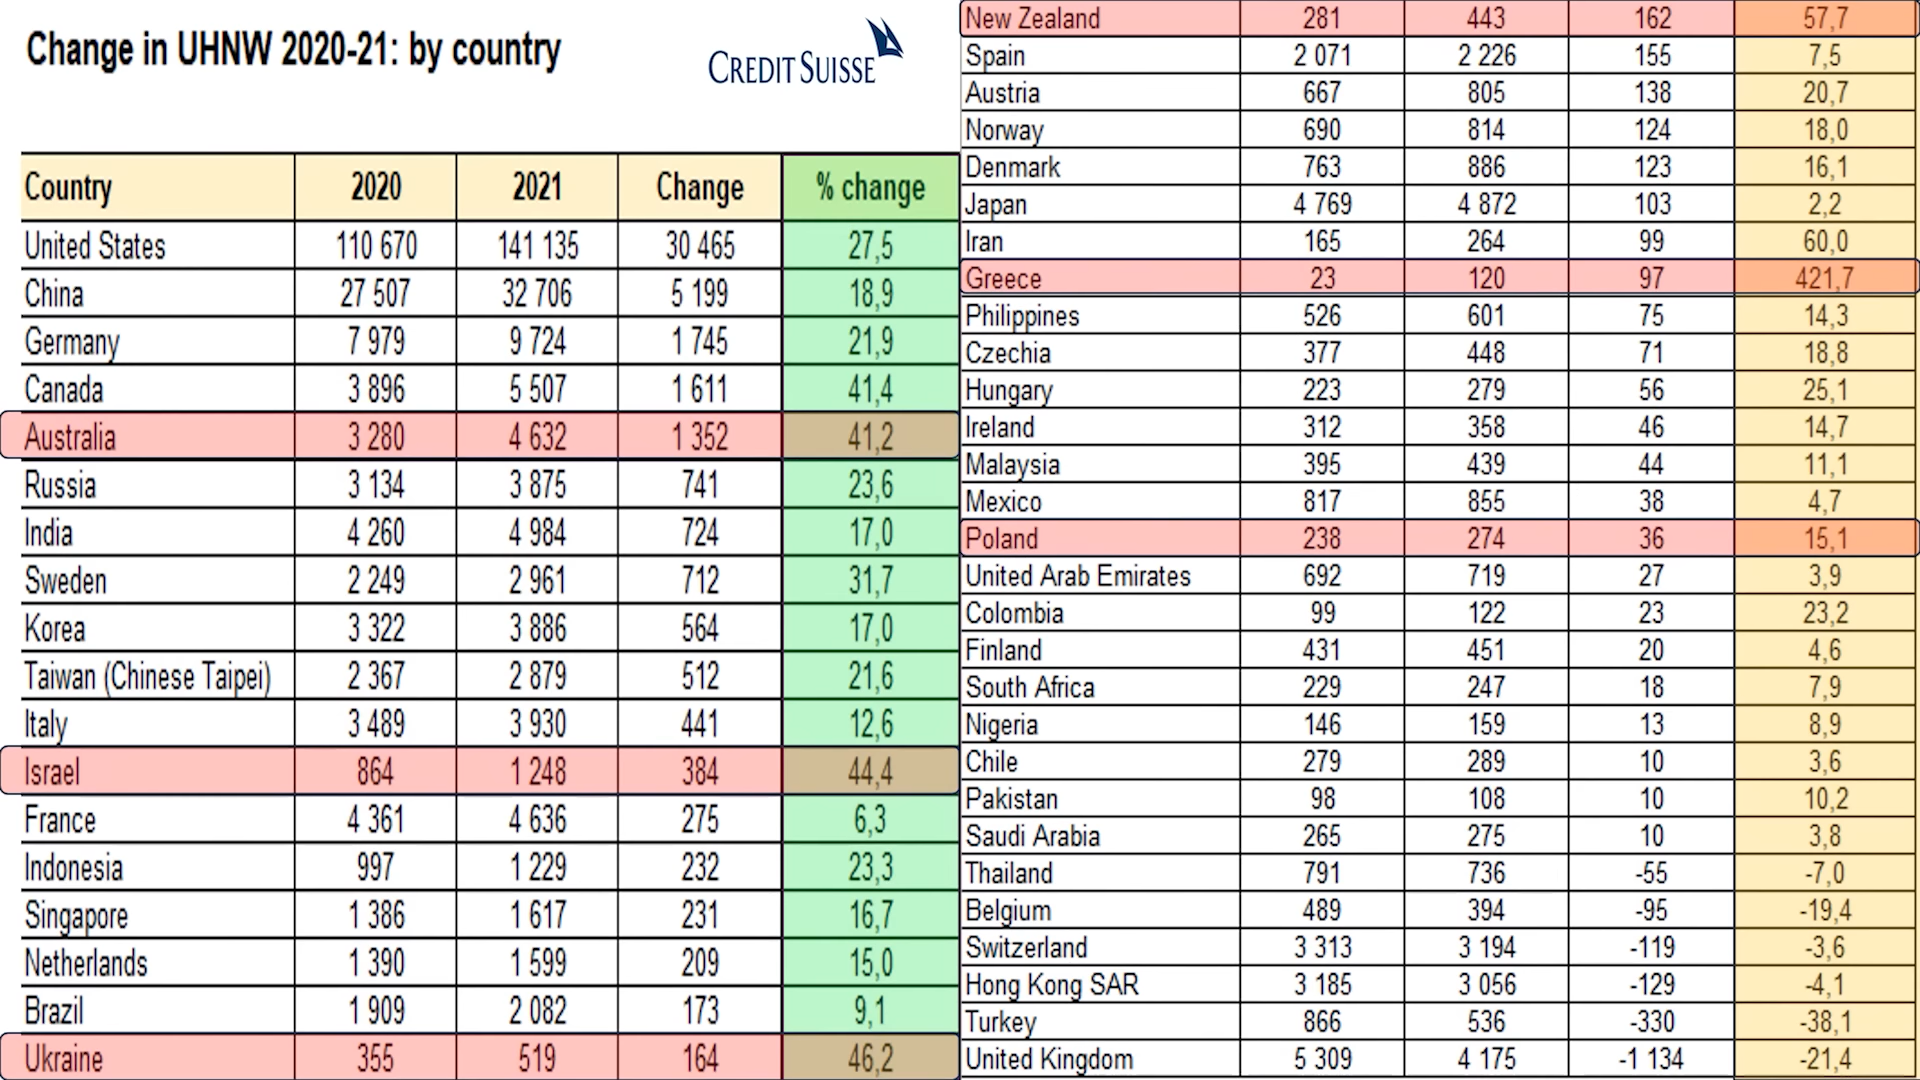 Change in UHNW 2020-21: by country
CREDIT SUISSE
Country 2020 2021 Change % change
United States 110 670 141 135 30 465 27,5
China 27 507 32 706 5 199 18,9
Germany 7 979 9 724 1 745 21,9
Canada 3 896 5 507 1 611 41,4
Australia 3 280 4 632 1 352 41,2
Russia 3 134 3 875 741 23,6
India 4 260 4 984 724 17,0
Sweden 2 249 2 961 712 31,7
Korea 3 322 3 886 564 17,0
Taiwan (Chinese Taipei) 2 367 2 879 512 21,6
Italy 3 489 3 930 441 12,6
Israel 864 1 248 384 44,4
France 4 361 4 636 275 6,3
Indonesia 997 1 229 232 23,3
Singapore 1 386 1 617 231 16,7
Netherlands 1 390 1 599 209 15,0
Brazil 1 909 2 082 173 9,1
Ukraine 355 519 164 46,2
New Zealand 281 443 162 57,7
Spain 2 071 2 226 155 7,5
Austria 667 805 138 20,7
Norway 690 814 124 18,0
Denmark 763 886 123 16,1
Japan 4 769 4 872 103 2,2
Iran 165 264 99 60,0
Greece 23 120 97 421,7
Philippines 526 601 75 14,3
Czechia 377 448 71 18,8
Hungary 223 279 56 25,1
Ireland 312 358 46 14,7
Malaysia 395 439 44 11,1
Mexico 817 855 38 4,7
Poland 238 274 36 15,1
United Arab Emirates 692 719 27 3,9
Colombia 99 122 23 23,2
Finland 431 451 20 4,6
South Africa 229 247 18 7,9
Nigeria 146 159 13 8,9
Chile 279 289 10 3,6
Pakistan 98 108 10 10,2
Saudi Arabia 265 275 10 3,8
Thailand 791 736 -55 -7,0
Belgium 489 394 -95 -19,4
Switzerland 3 313 3 194 -119 -3,6
Hong Kong SAR 3 185 3 056 -129 -4,1
Turkey 866 536 -330 -38,1
United Kingdom 5 309 4 175 -1 134 -21,4